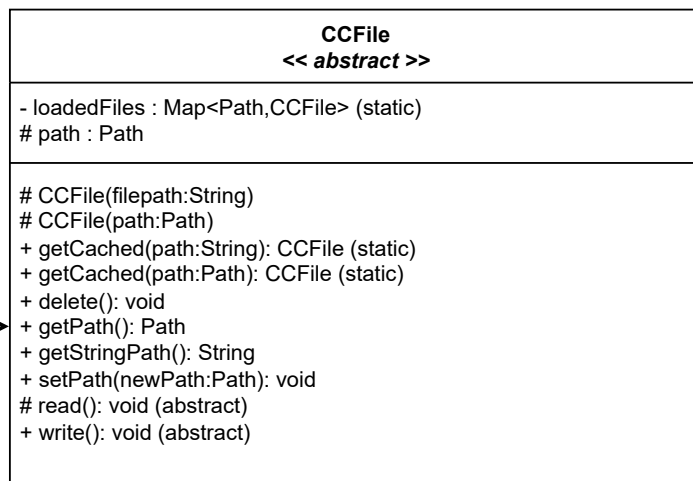 CCFile
<< abstract >>
- loadedFiles : Map<Path,CCFile> (static)
# path : Path
# CCFile(filepath:String)
# CCFile(path:Path)
+ getCached(path:String): CCFile (static)
+ getCached(path:Path): CCFile (static)
+ delete(): void
+ getPath(): Path
+ getStringPath(): String
+ setPath(newPath:Path): void
# read(): void (abstract)
+ write(): void (abstract)